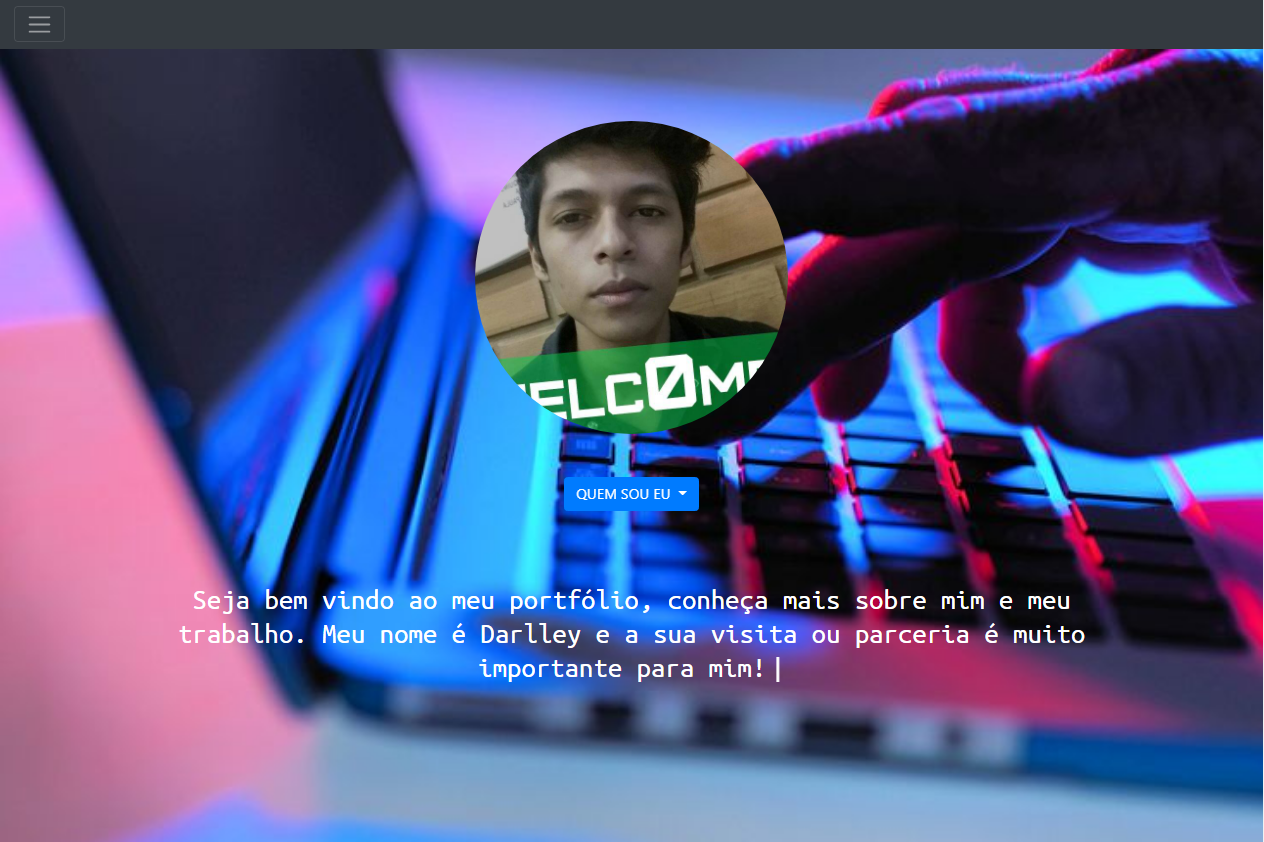 ELC0M
QUEM SOU EU
Seja bem vindo ao meu portfólio, conheça mais sobre mim e meu
trabalho. Meu nome é Darlley e a sua visita ou parceria é muito
importante para mim!